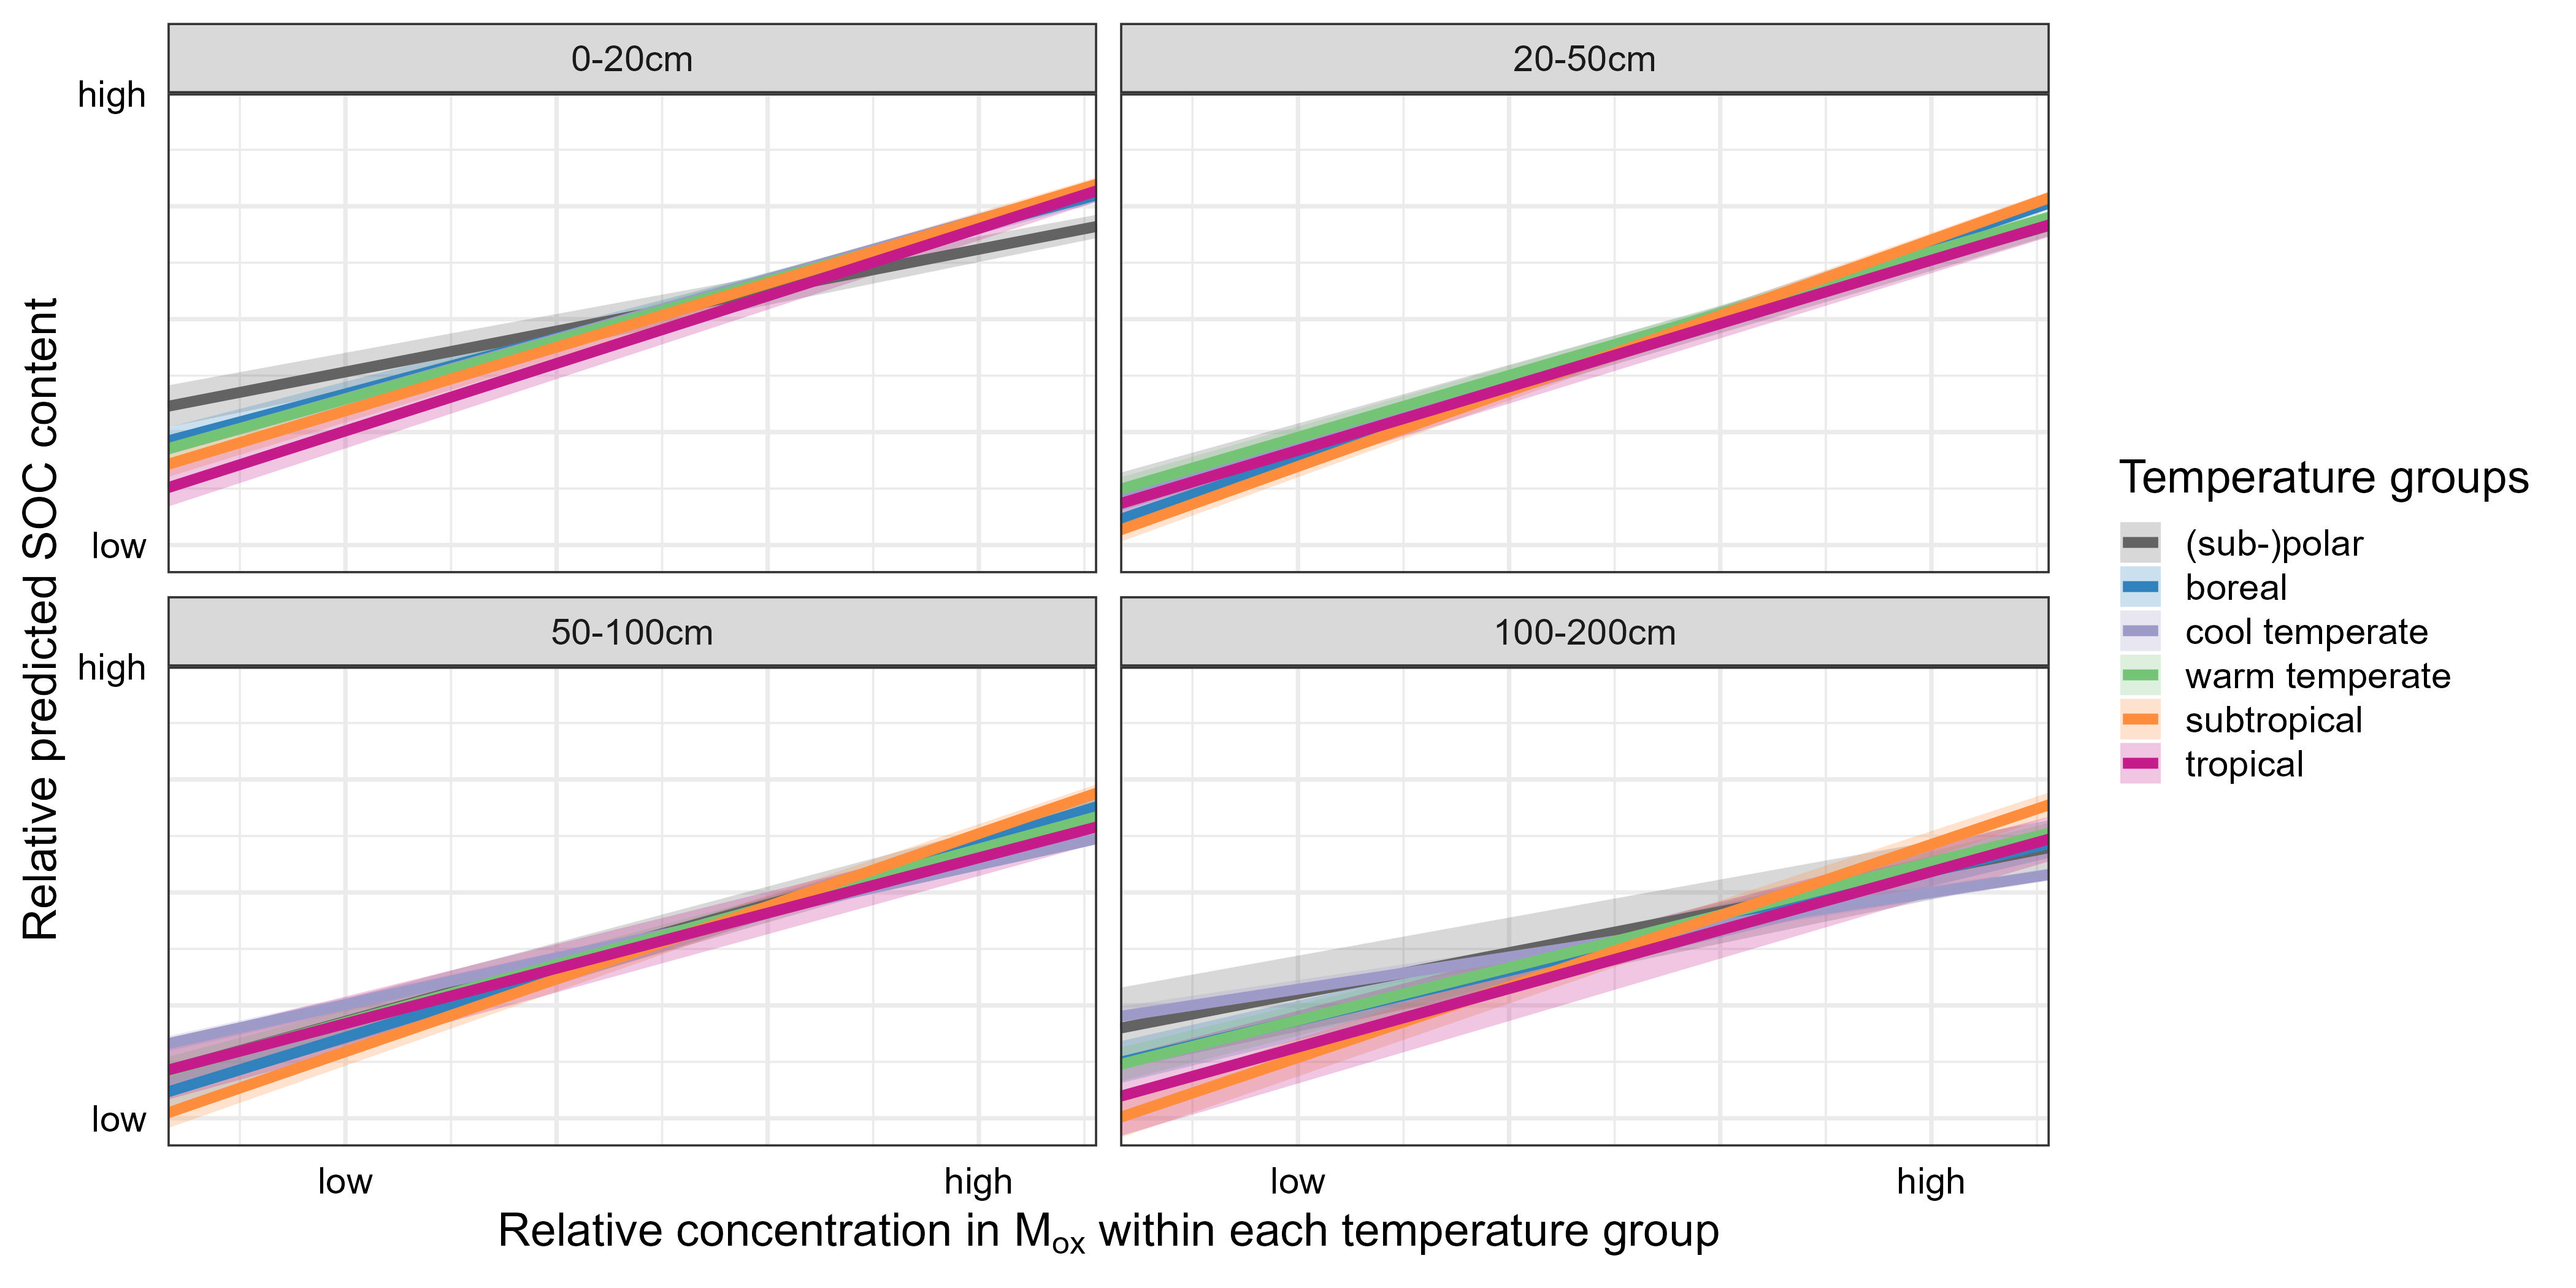 0-20cm
20-50cm
high
low
50-100cm
100-200cm
high
low
low
high
low
high
Relative predicted SOC content
Relative concentration in Mox within each temperature group
Temperature groups
(sub-)polar
boreal
cool temperate
warm temperate
subtropical
tropical